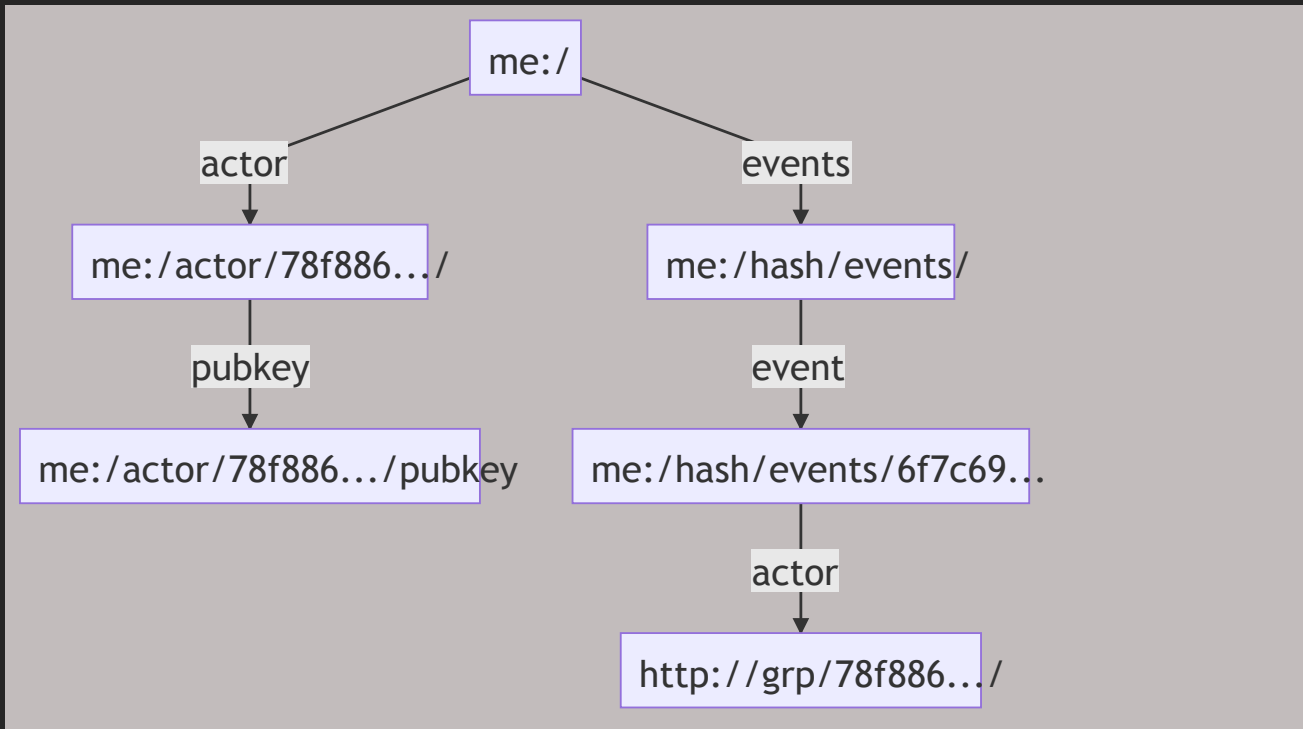 me:/
actor
events
me:/actor/78f886.../
me:/hash/events/
pubkey
event
me:/actor/78f886.../pubkey
me:/hash/events/6f7c69...
actor
http://grp/78f886.../